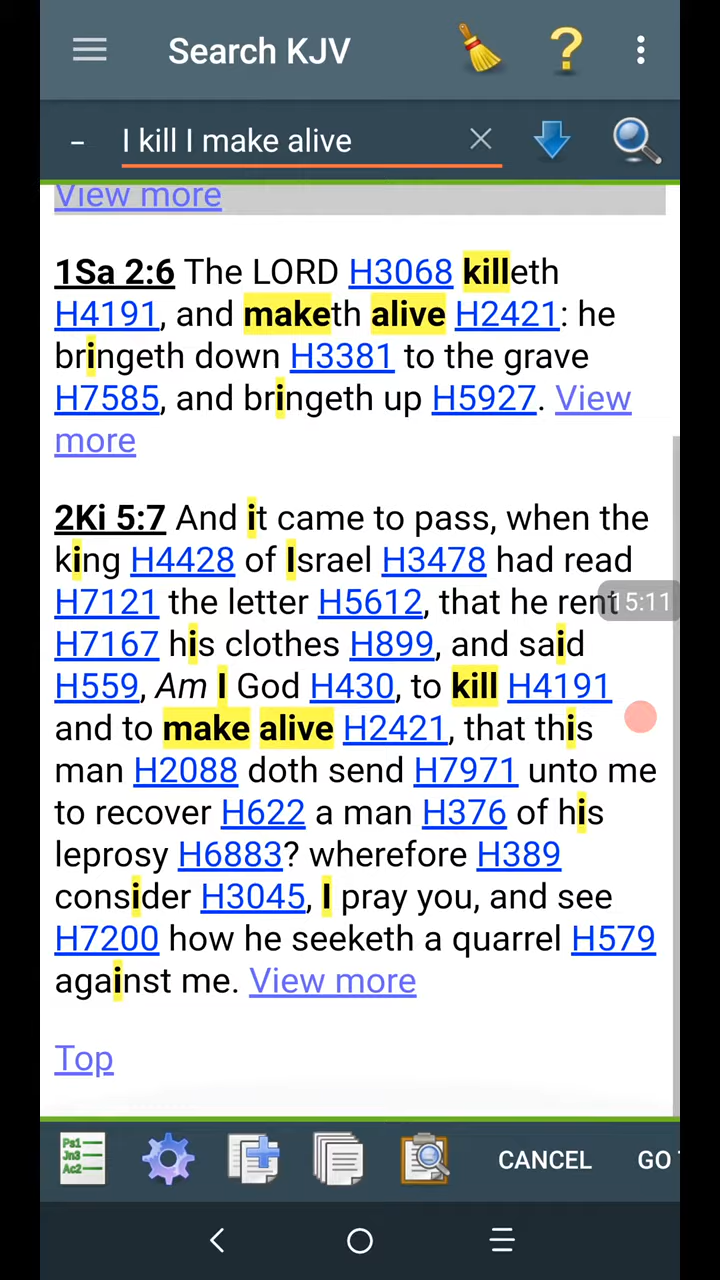 Search KJV
?
- I kill I make alive
View more
1Sa 2:6 The LORD H3068 killeth
H4191, and maketh alive H2421: he
bringeth down H3381 to the grave
H7585, and bringeth up H5927. View
more
2Ki 5:7 And it came to pass, when the
king H4428 of Israel H3478 had read
H7121 the letter H5612, that he rent
15:11
H7167 his clothes H899, and said
H559, Am I God H430, to kill H4191
and to make alive H2421, that this
man H2088 doth send H7971 unto me
to recover H622 a man H376 of his
leprosy H6883? wherefore H389
consider H3045, I pray you, and see
H7200 how he seeketh a quarrel H579
against me. View more
Top
Ps1
Jn3
Ac2
CANCEL GO